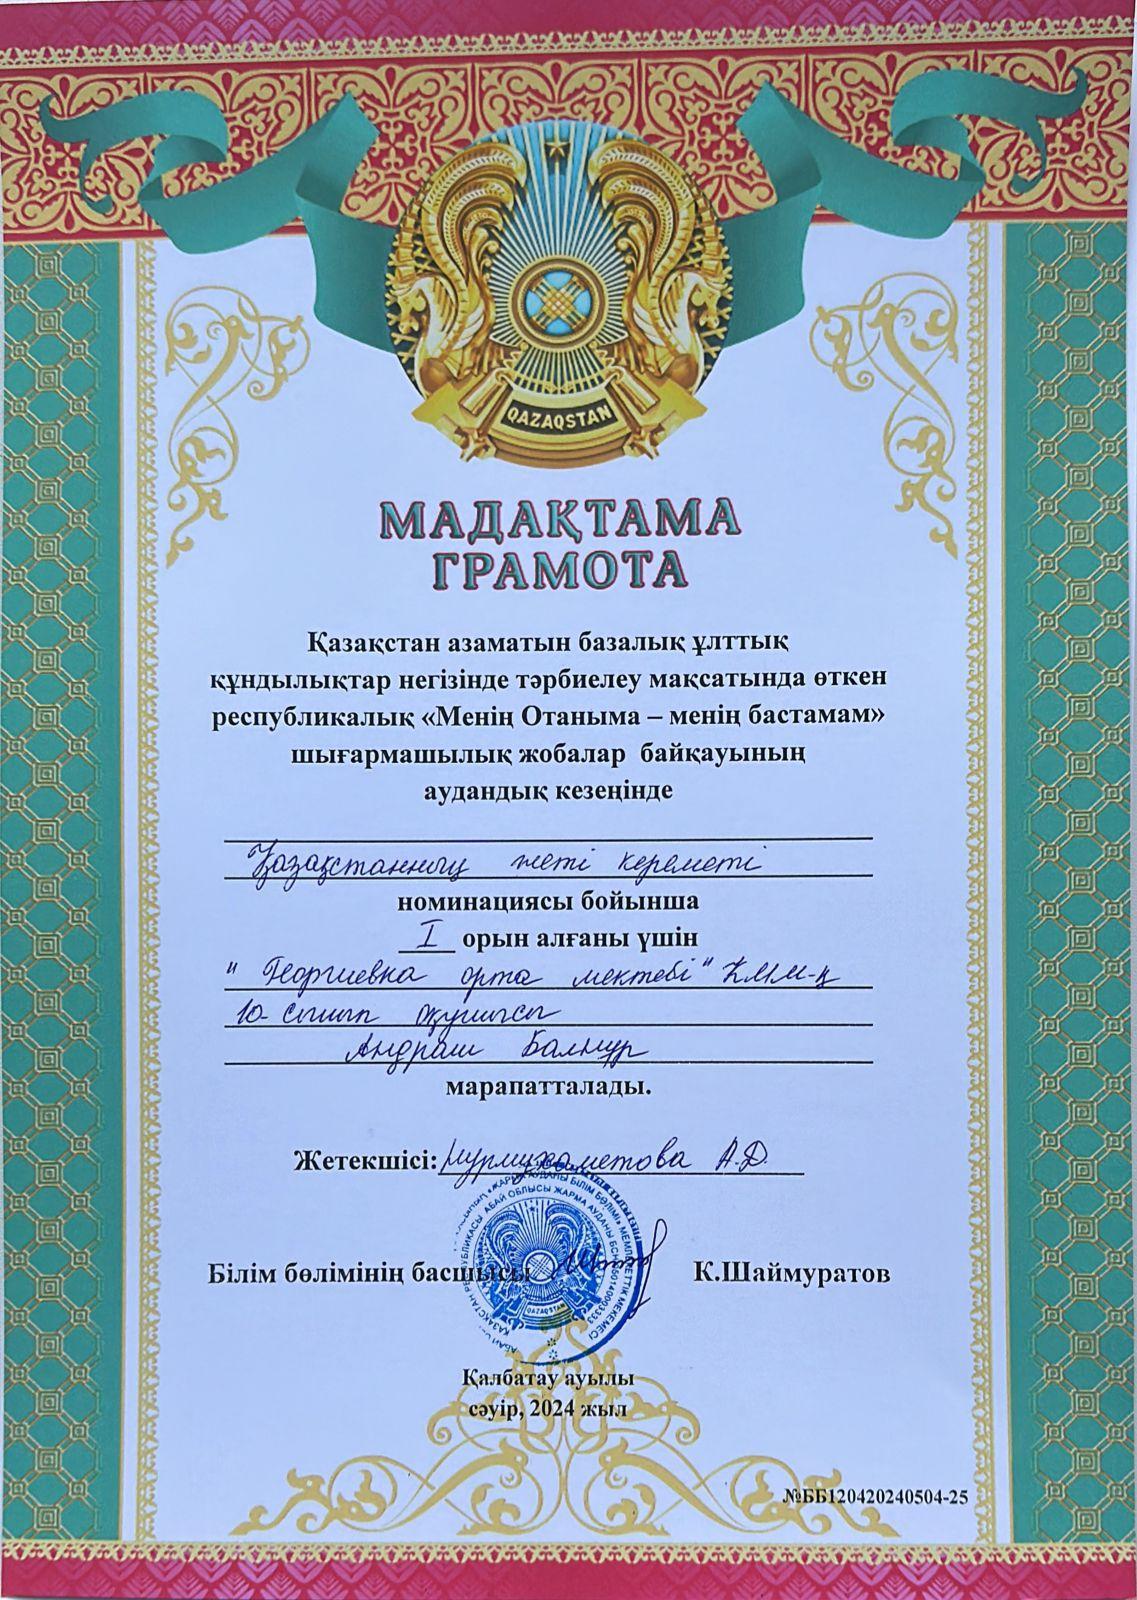 QAZAQSTAN
МАДАҚТАМА
ГРАМОТА
Қазақстан азаматын базалық ұлттық
құндылықтар негізінде тәрбиелеу мақсатында өткен
республикалық «Менің Отаныма – менің бастамам»
шығармашылық жобалар байқауының
аудандық кезеңінде
Қазақстанның жеті кереметі
номинациясы бойынша
I орын алғаны үшін
"Георгиевка орта мектебі" КММ-ң
10- сынып оқушысы
Андраш Балнұр
марапатталады.
Жетекшісі: Нурмухаметова А.Д.
Білім бөлімінің басшысы К.Шаймуратов
QAZAQSTAN
Қалбатау ауылы
сәуір, 2024 жыл
№ББ120420240504-25